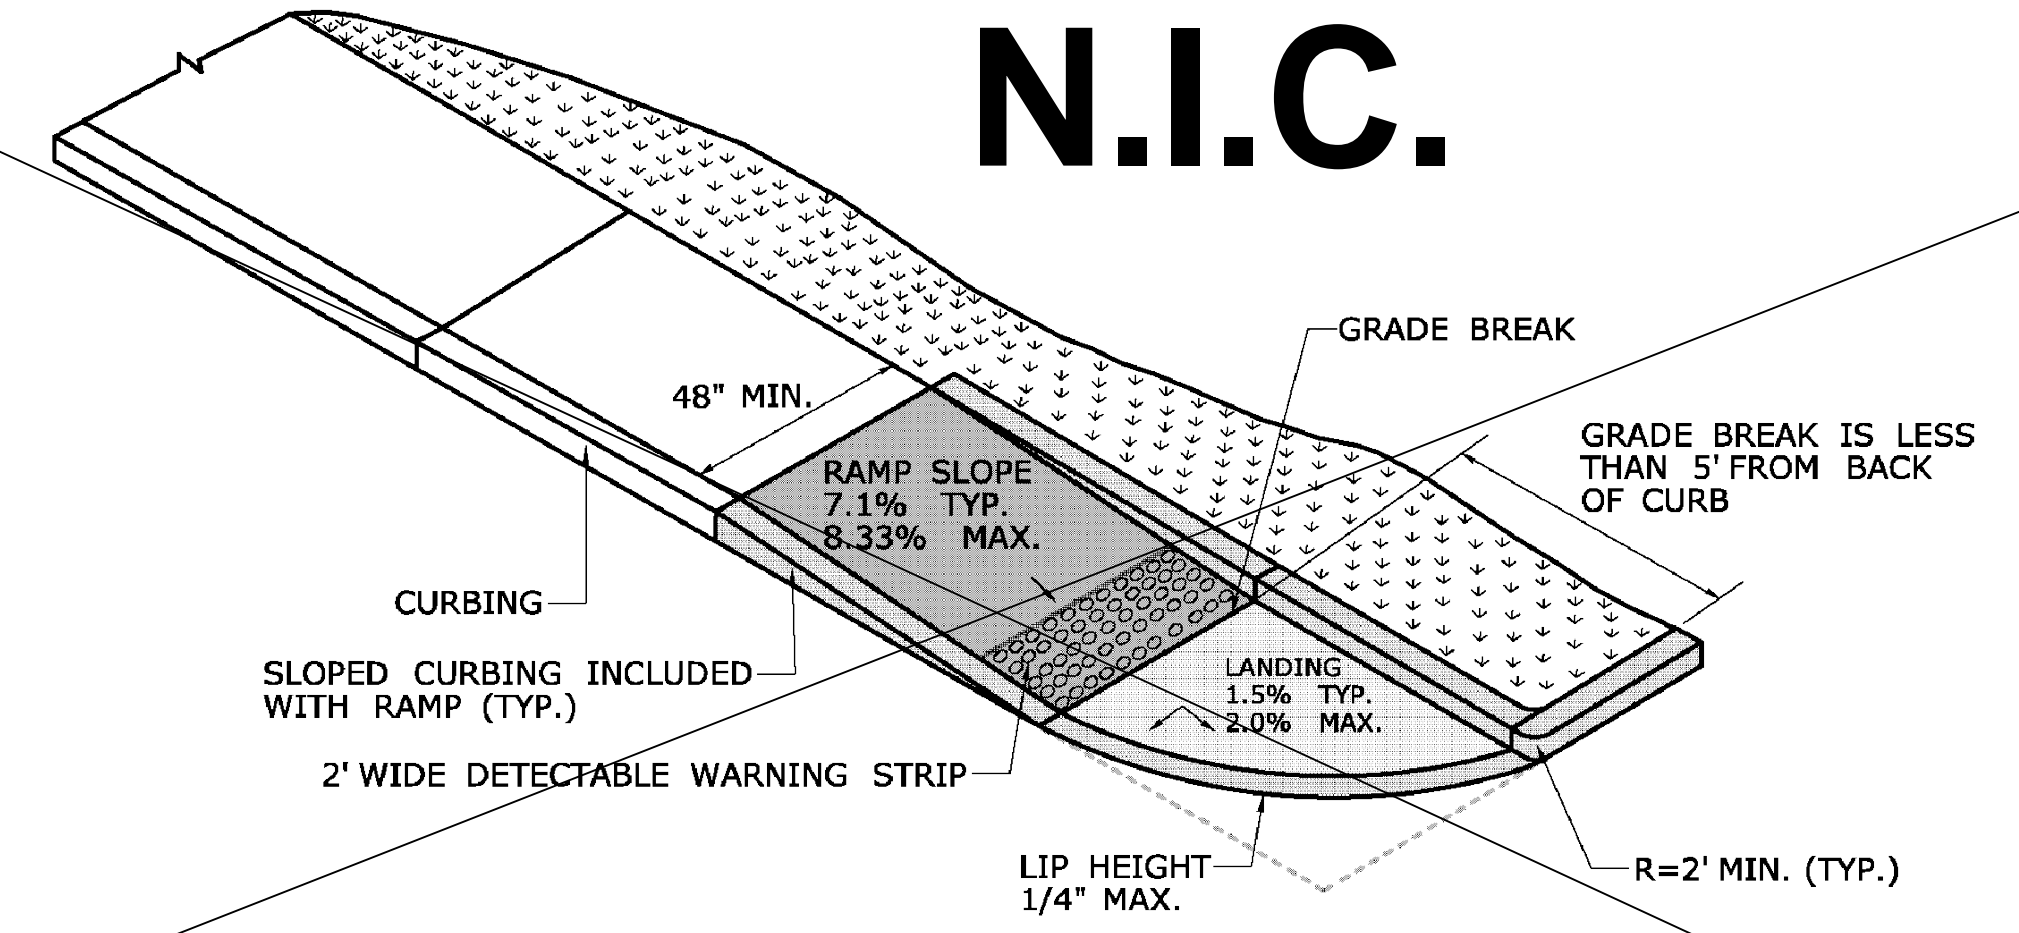 N.I.C.
GRADE BREAK
48" MIN.
GRADE BREAK IS LESS
THAN 5' FROM BACK
OF CURB
RAMP SLOPE
7.1% TYP.
8.33% MAX.
CURBING
SLOPED CURBING INCLUDED
WITH RAMP (TYP.)
LANDING
1.5% TYP.
2.0% MAX.
2' WIDE DETECTABLE WARNING STRIP
LIP HEIGHT
1/4" MAX.
R=2' MIN. (TYP.)